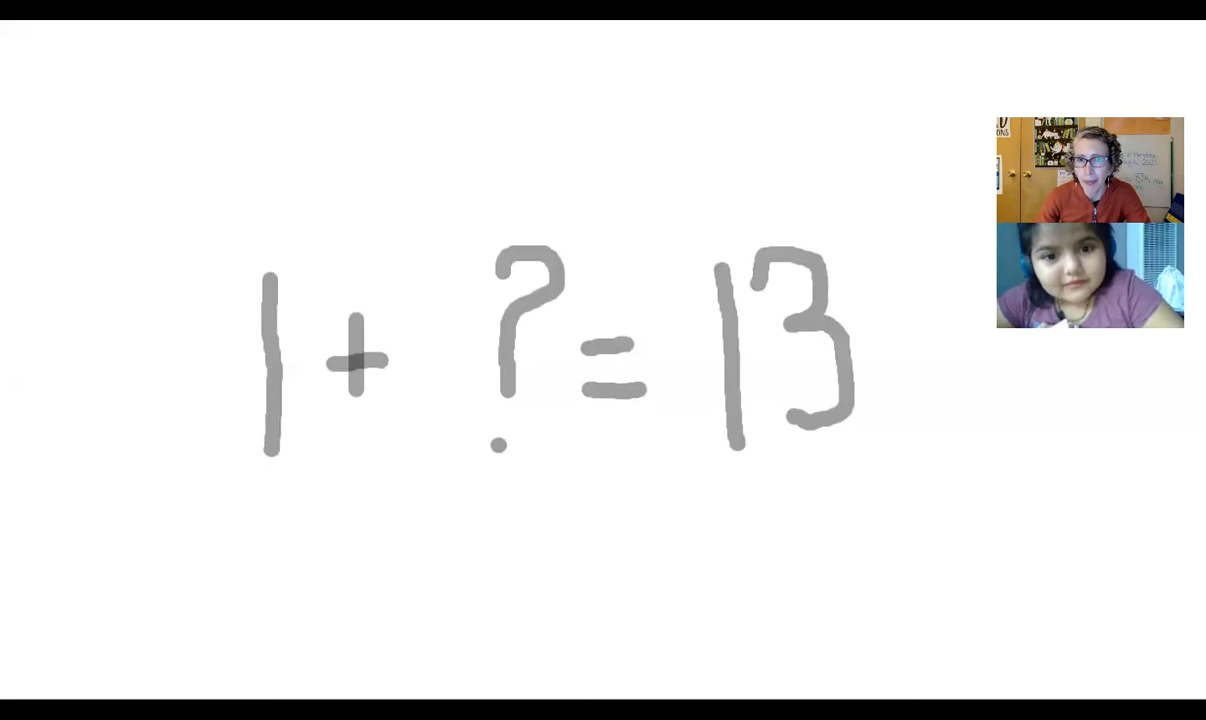 1 + ? = 13